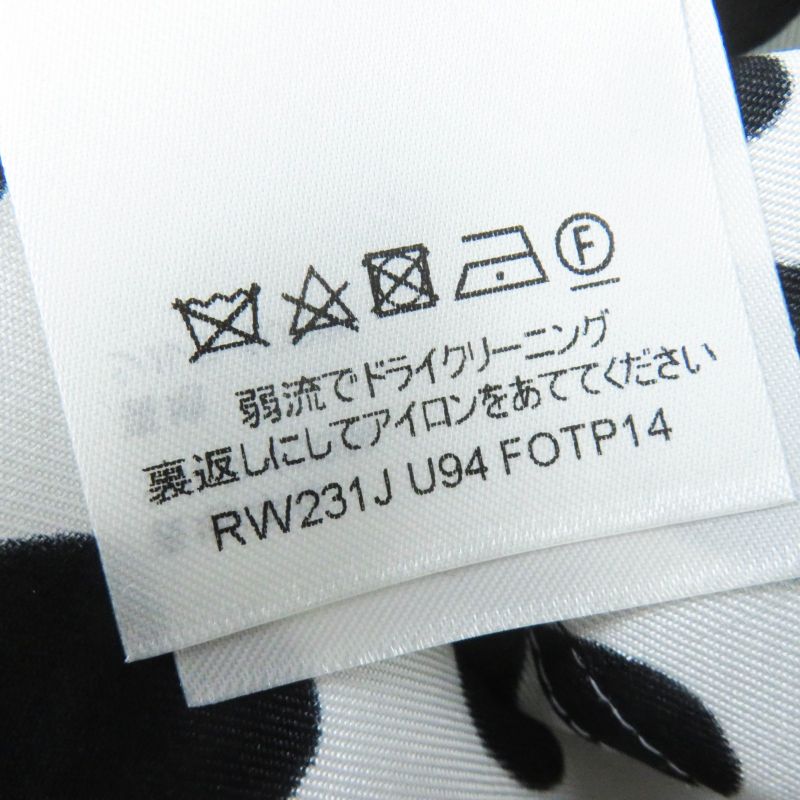 F
弱流でドライクリーニング
裏返しにしてアイロンをあててください
RW231J U94 FOTP14